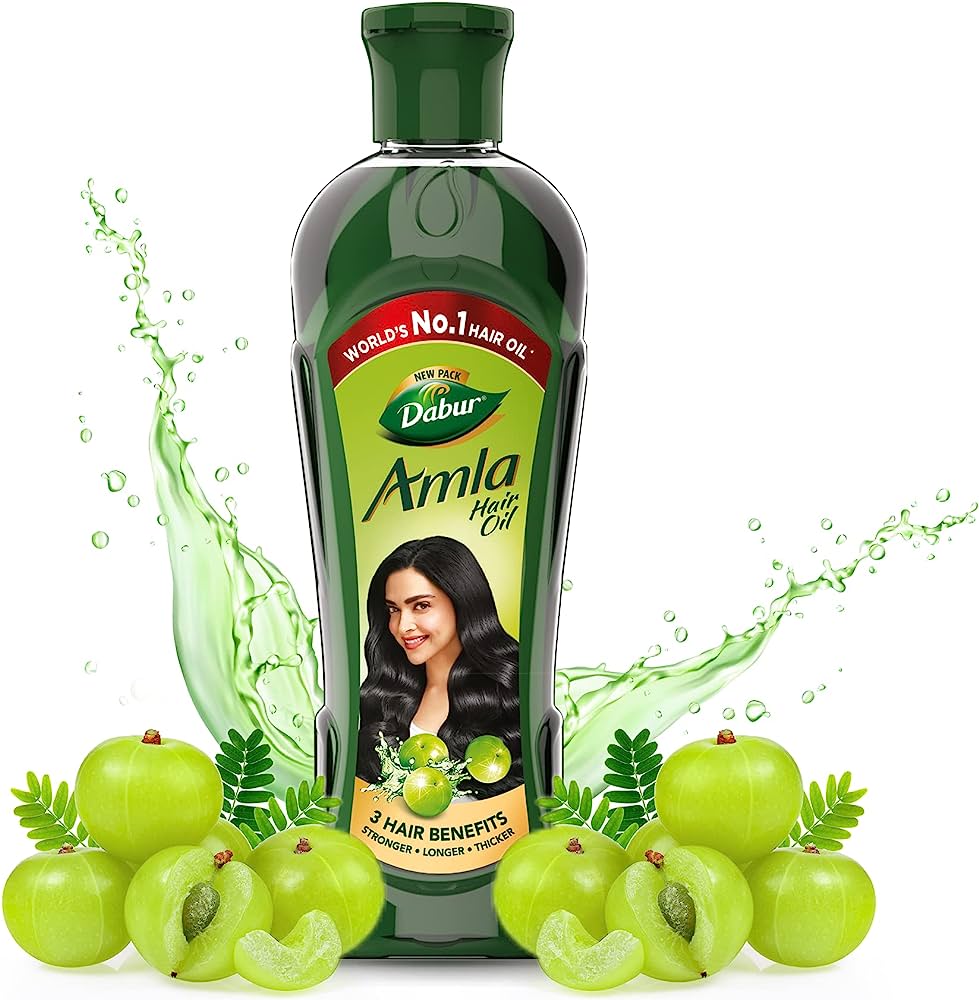 WORLD'S No.1 HAIR OIL*
NEW PACK
Dabur®
Amla
Hair
Oil
3 HAIR BENEFITS
STRONGER • LONGER • THICKER